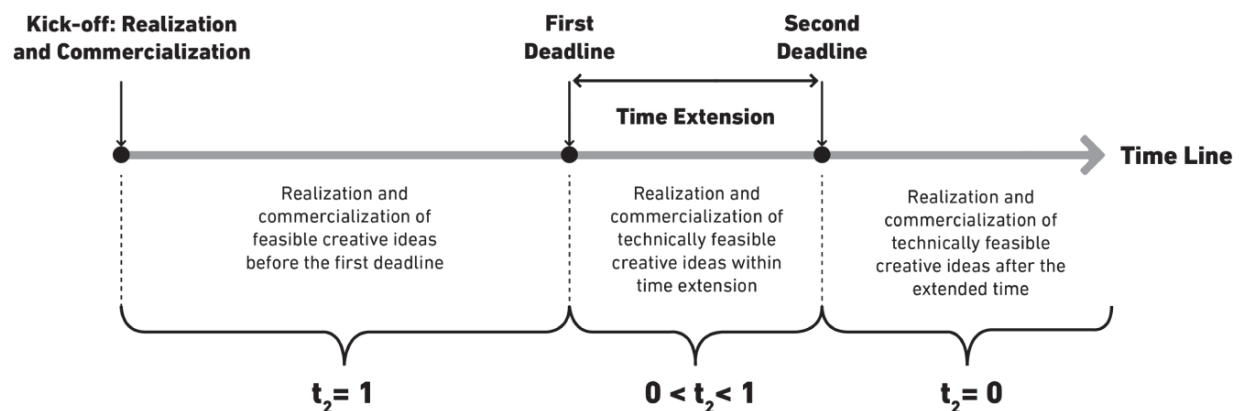 Kick-off: Realization
and Commercialization
First
Deadline
Second
Deadline
Time Extension
Time Line
Realization and
commercialization of
feasible creative ideas
before the first deadline
Realization and
commercialization of
technically feasible
creative ideas within
time extension
Realization and
commercialization of
technically feasible
creative ideas after the
extended time
t₂= 1
0 < t₂< 1
t₂= 0